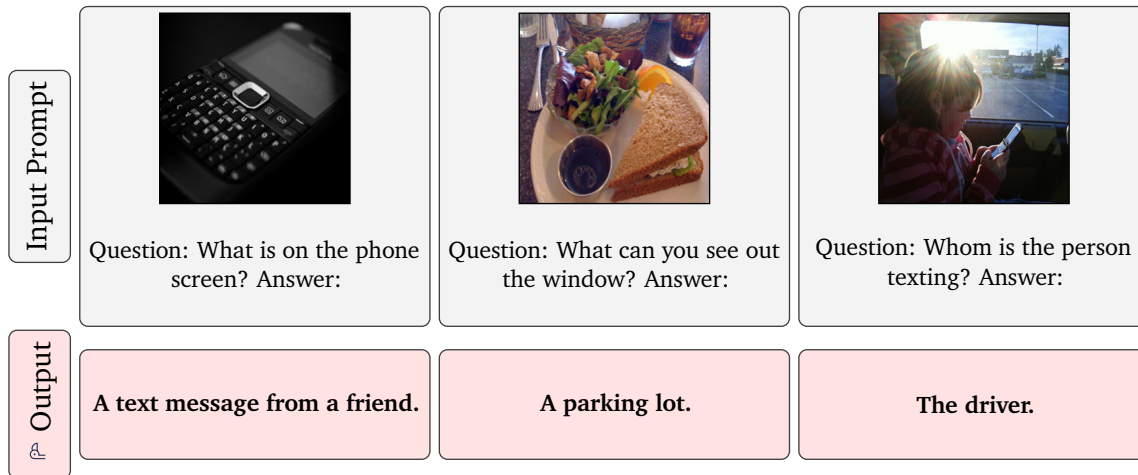 Input Prompt
Question: What is on the phone
screen? Answer:
Question: What can you see out
the window? Answer:
Question: Whom is the person
texting? Answer:
Output
A text message from a friend.
A parking lot.
The driver.